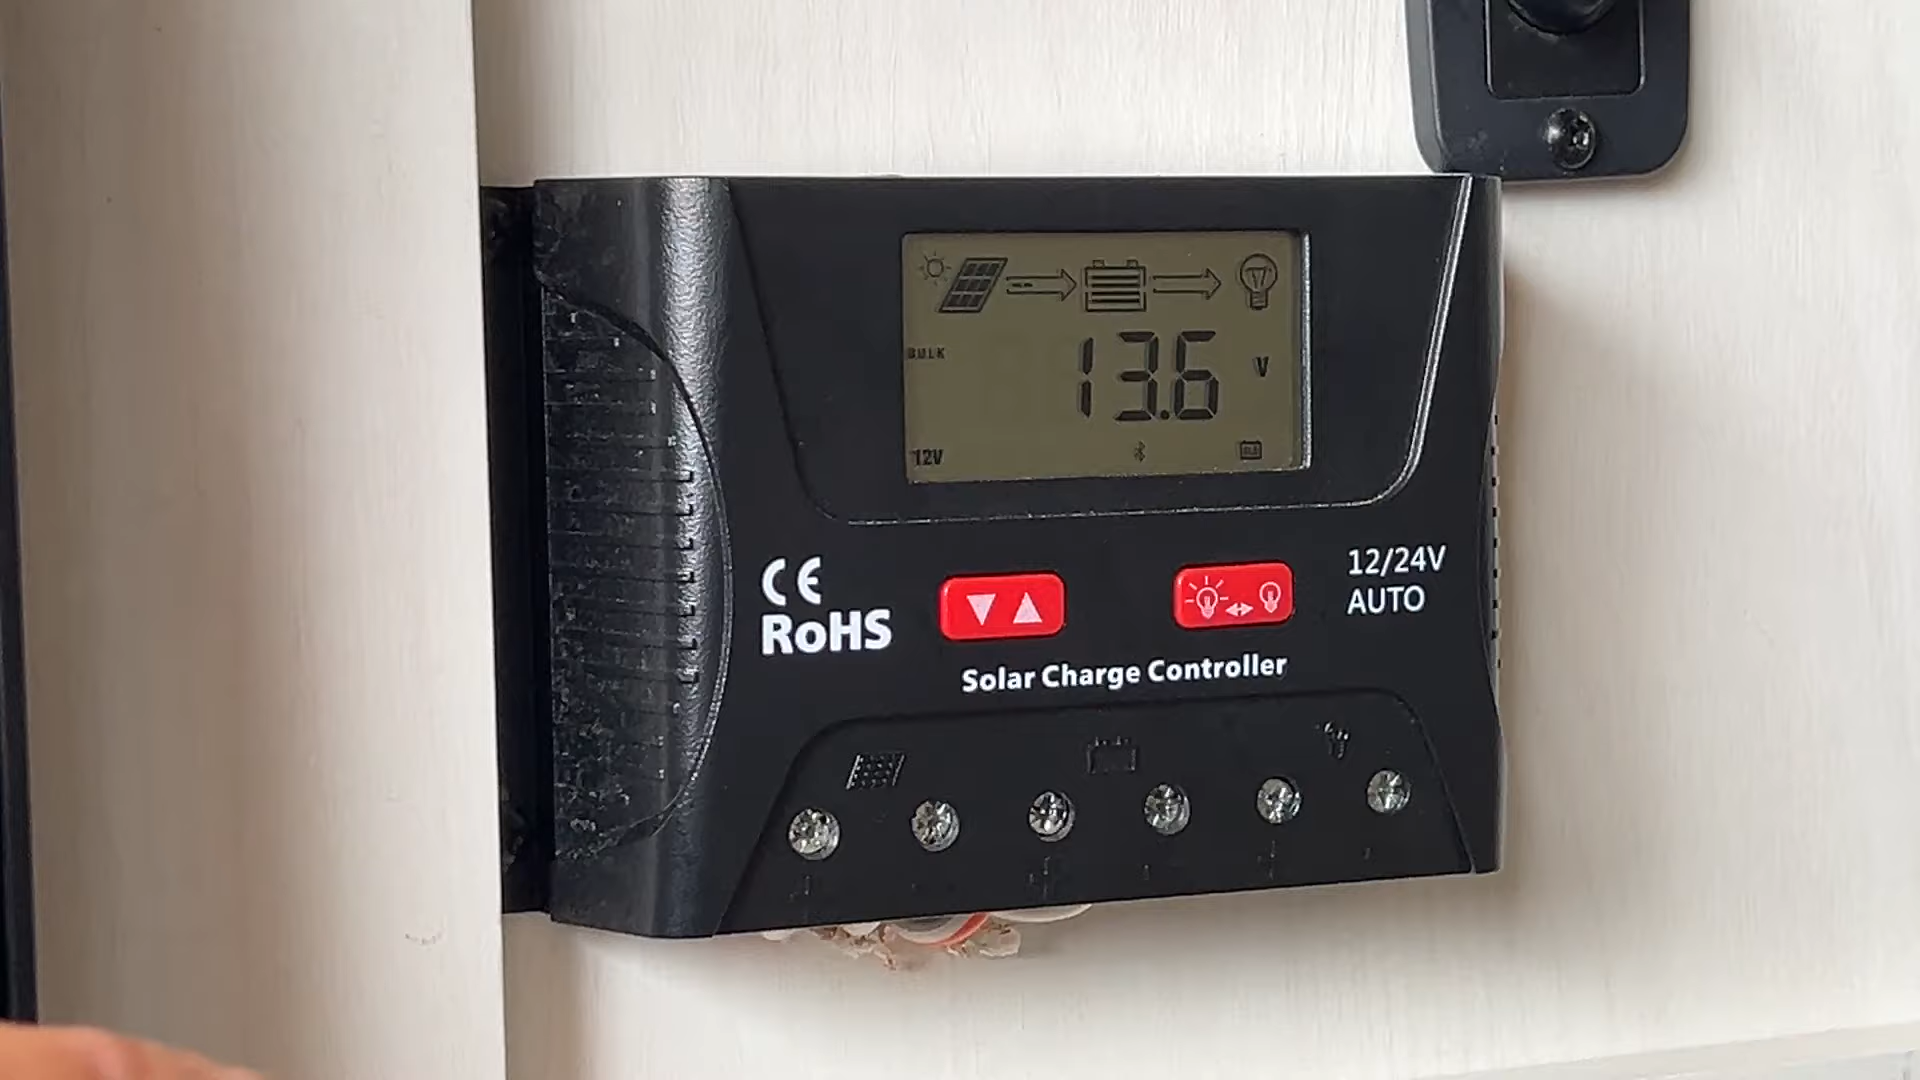 BULK
13.6 V
12V
CE
RoHS
12/24V
AUTO
Solar Charge Controller